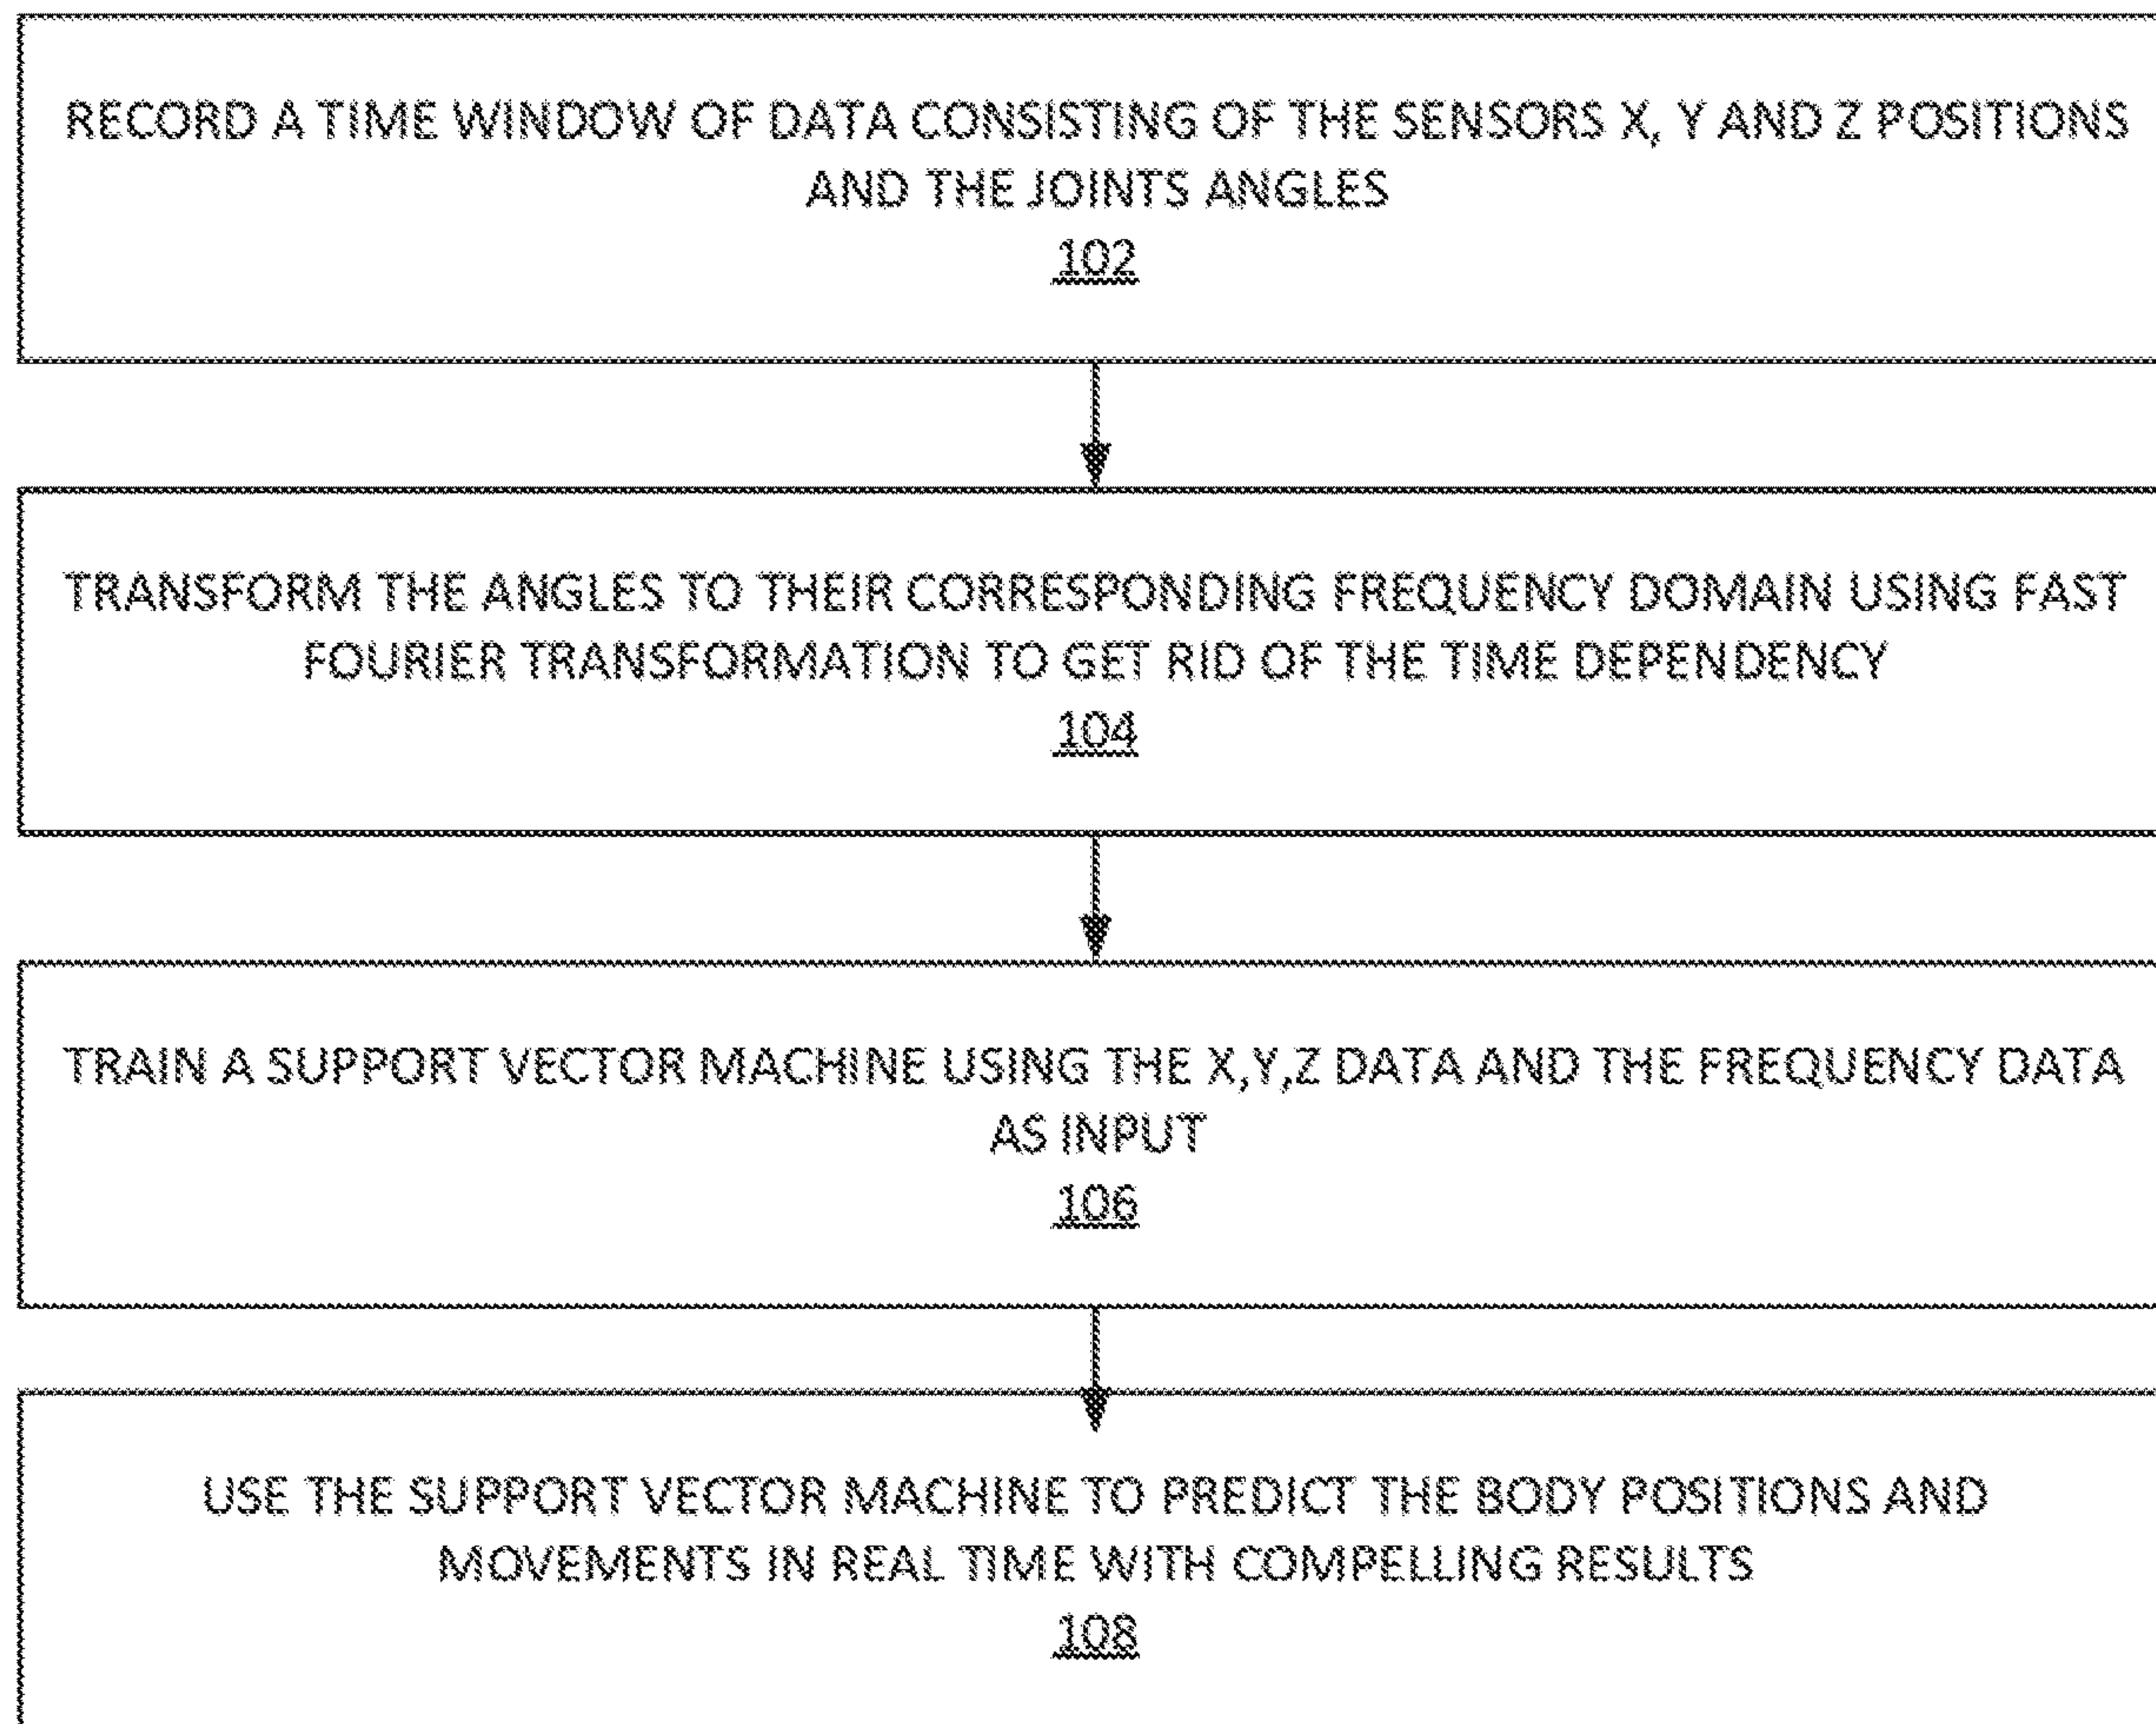 RECORD A TIME WINDOW OF DATA CONSISTING OF THE SENSORS X, Y AND Z POSITIONS
AND THE JOINTS ANGLES
102
TRANSFORM THE ANGLES TO THEIR CORRESPONDING FREQUENCY DOMAIN USING FAST
FOURIER TRANSFORMATION TO GET RID OF THE TIME DEPENDENCY
104
TRAIN A SUPPORT VECTOR MACHINE USING THE X,Y,Z DATA AND THE FREQUENCY DATA
AS INPUT
106
USE THE SUPPORT VECTOR MACHINE TO PREDICT THE BODY POSITIONS AND
MOVEMENTS IN REAL TIME WITH COMPELLING RESULTS
108